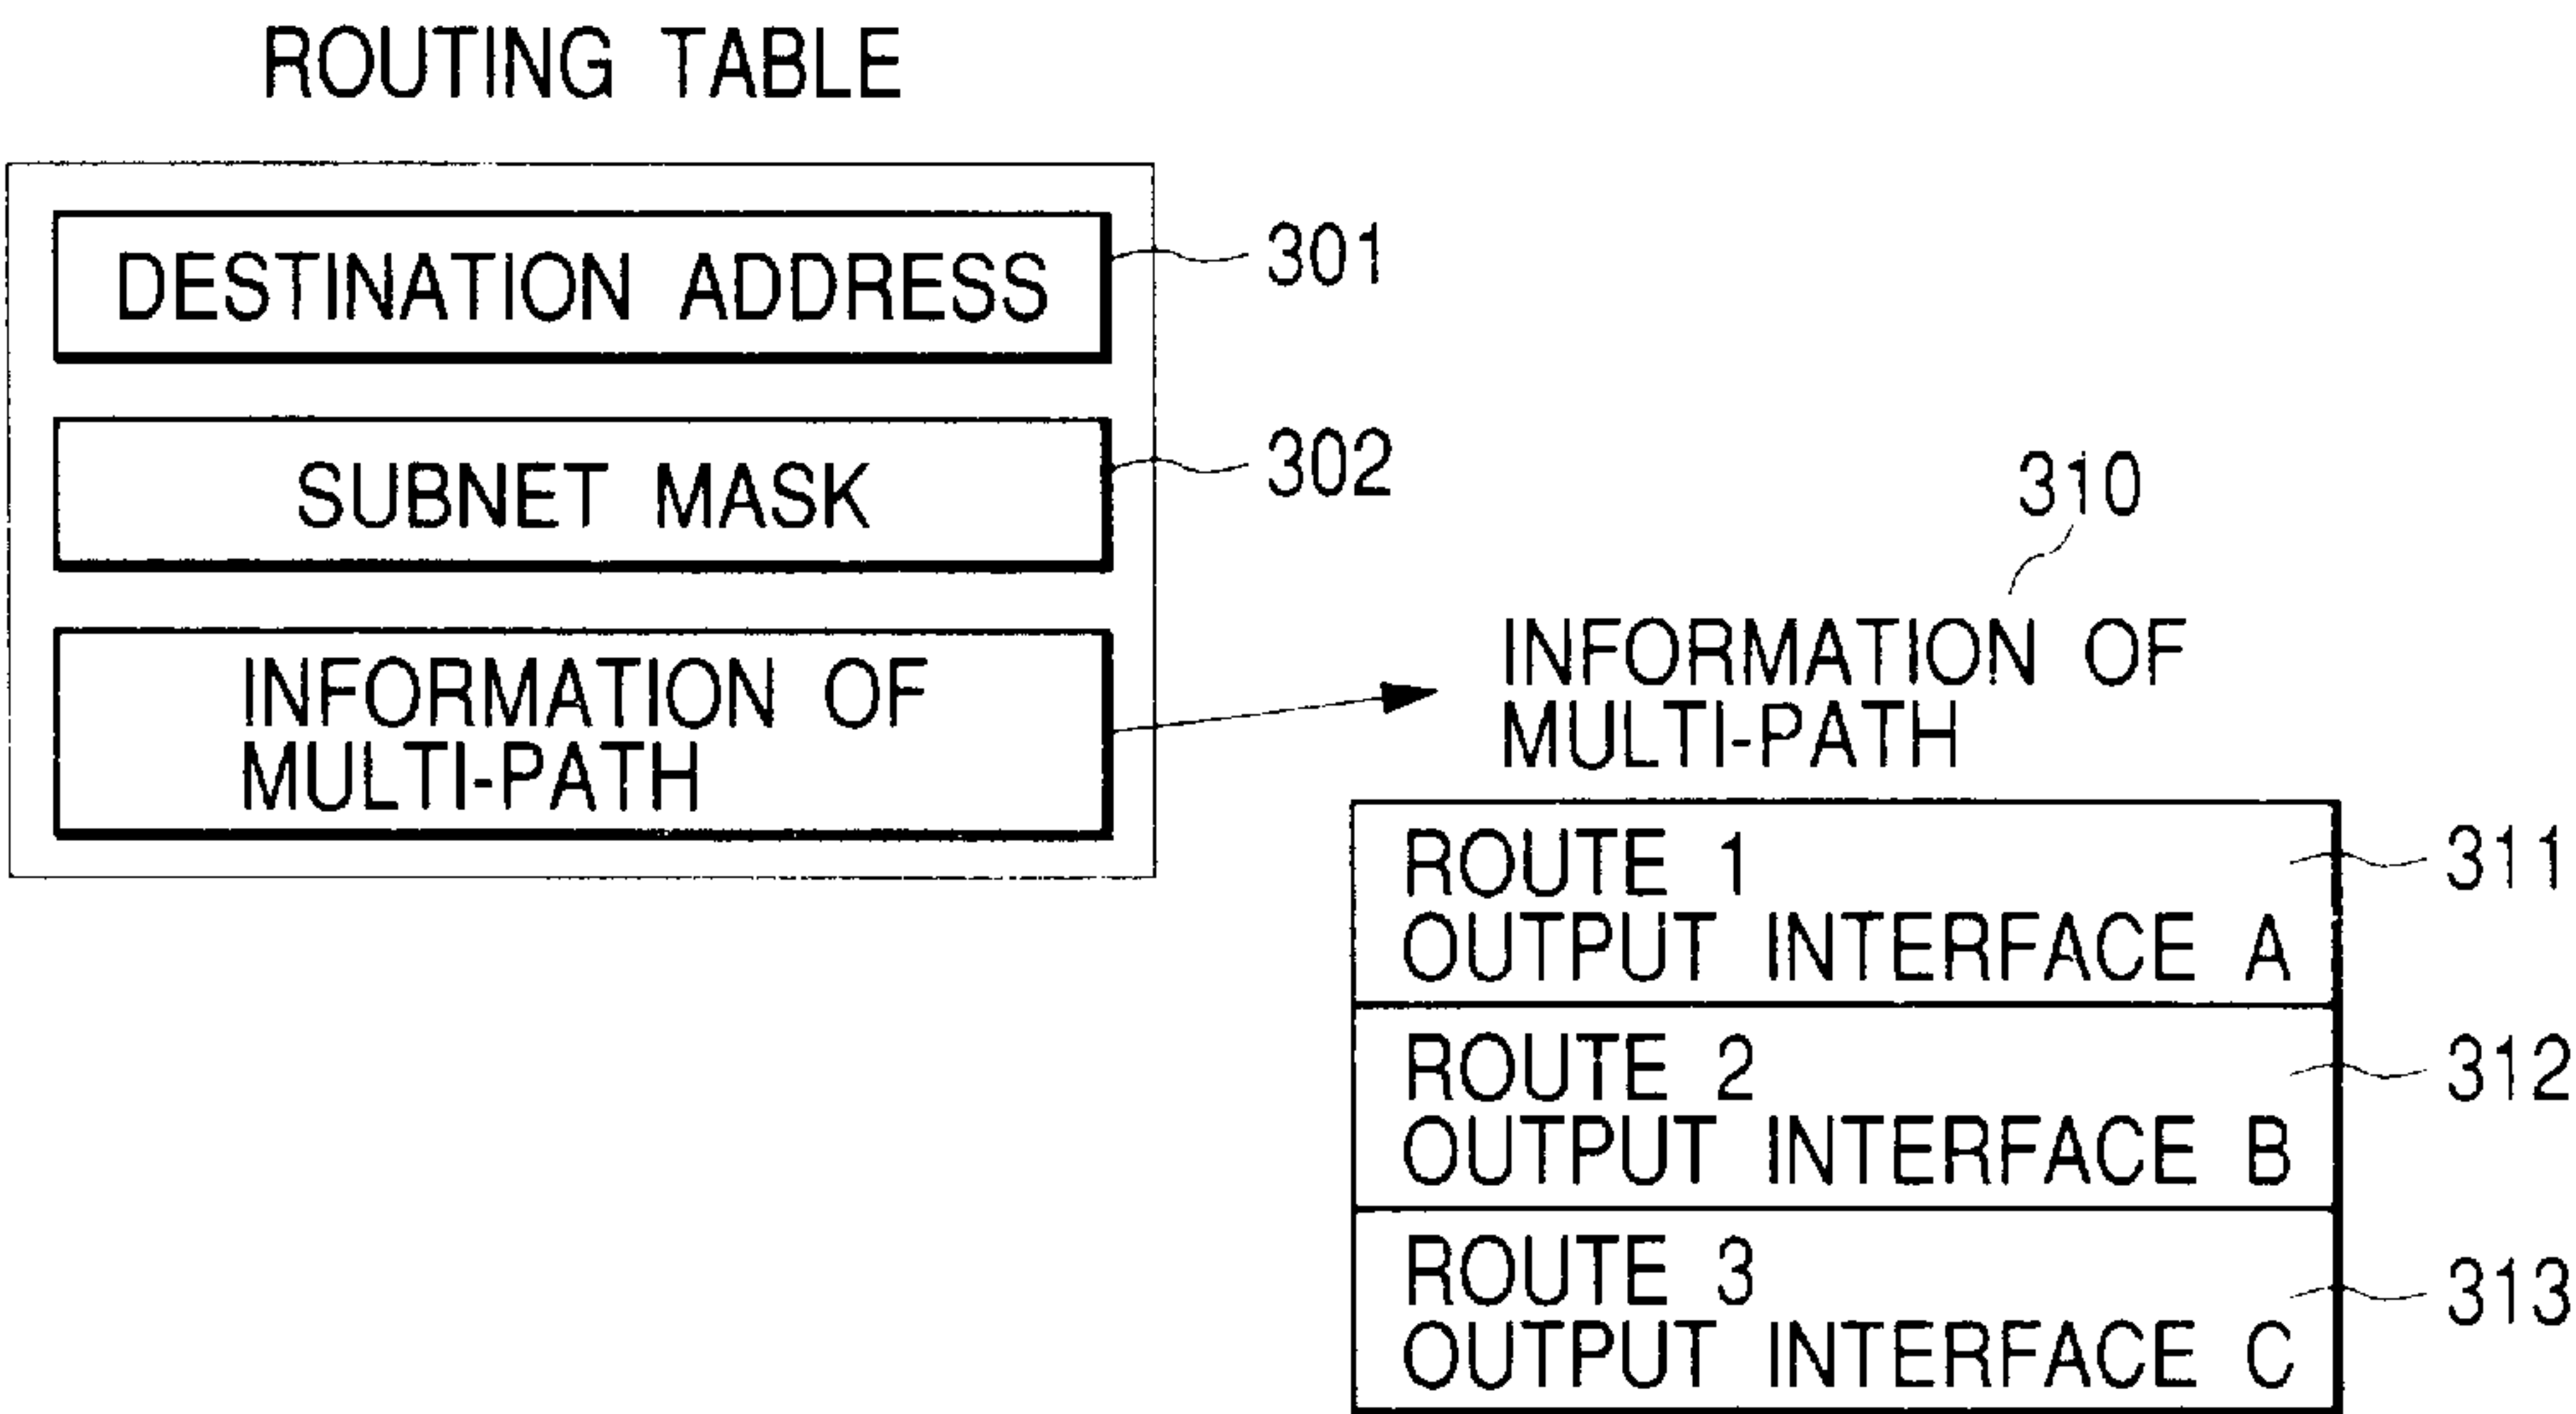 ROUTING TABLE
DESTINATION ADDRESS
301
SUBNET MASK
302
INFORMATION OF
MULTI-PATH
310
INFORMATION OF
MULTI-PATH
ROUTE 1
OUTPUT INTERFACE A
311
ROUTE 2
OUTPUT INTERFACE B
312
ROUTE 3
OUTPUT INTERFACE C
313